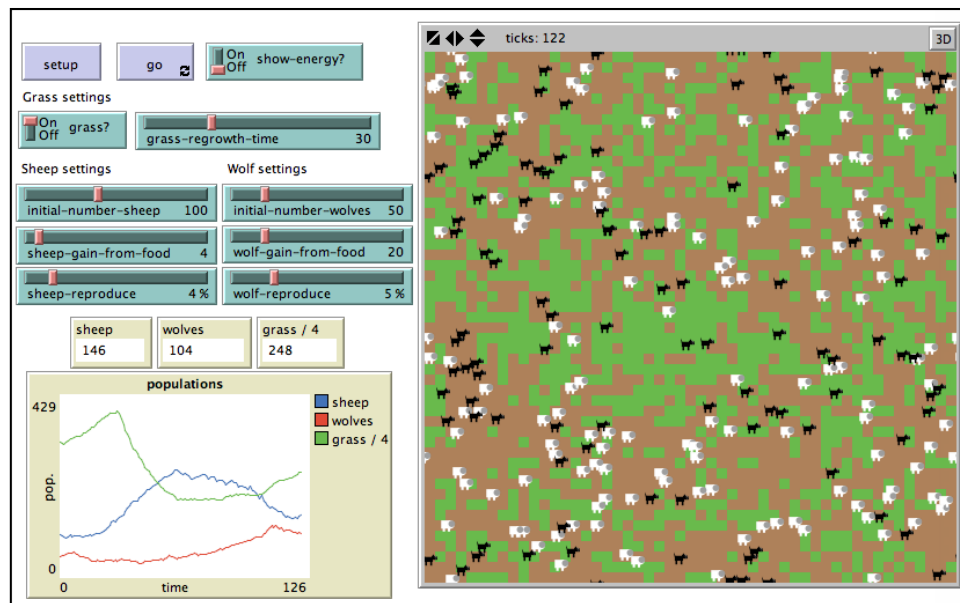 setup
go
On
Off
show-energy?
ticks: 122
3D
Grass settings
On
Off
grass?
grass-regrowth-time 30
Sheep settings
Wolf settings
initial-number-sheep 100
initial-number-wolves 50
sheep-gain-from-food 4
wolf-gain-from-food 20
sheep-reproduce 4 %
wolf-reproduce 5 %
sheep
146
wolves
104
grass / 4
248
populations
429
pop.
0
0
time
126
sheep
wolves
grass / 4